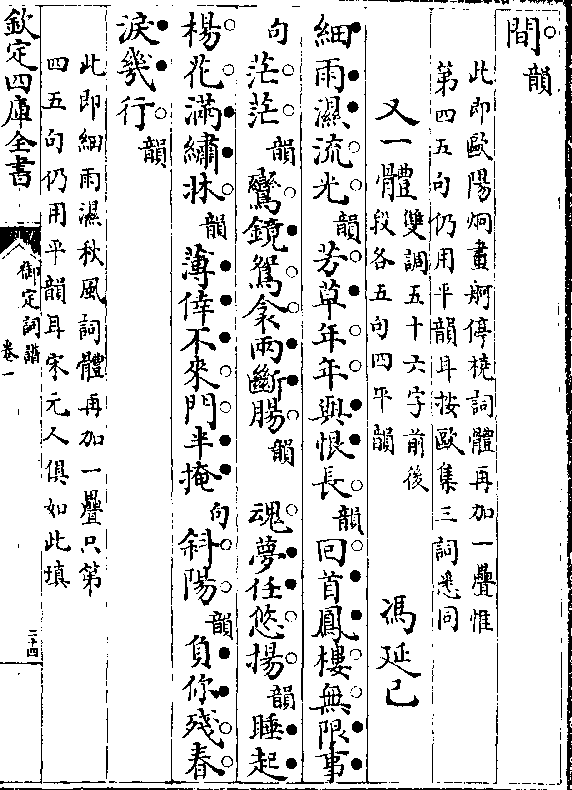 間韻
此即歐陽炯畫舸停橈詞體再加一疊惟
第四五句仍用平韻耳按歐集三詞悉同
又一體雙調五十六字前後段各五句四平韻 馮延巳
細雨濕流光韻芳草年年與恨長韻回首鳳樓無限事
句茫茫韻鸞鏡鴛衾兩斷腸韻 魂夢任悠揚韻睡起
楊花滿繡牀韻薄倖不來門半掩句斜陽韻負你殘春
淚幾行韻
此即細雨濕秋風詞體再加一疊只第
四五句仍用平韻耳宋元人俱如此填
欽定四庫全書
御定詞譜
卷一
二十四